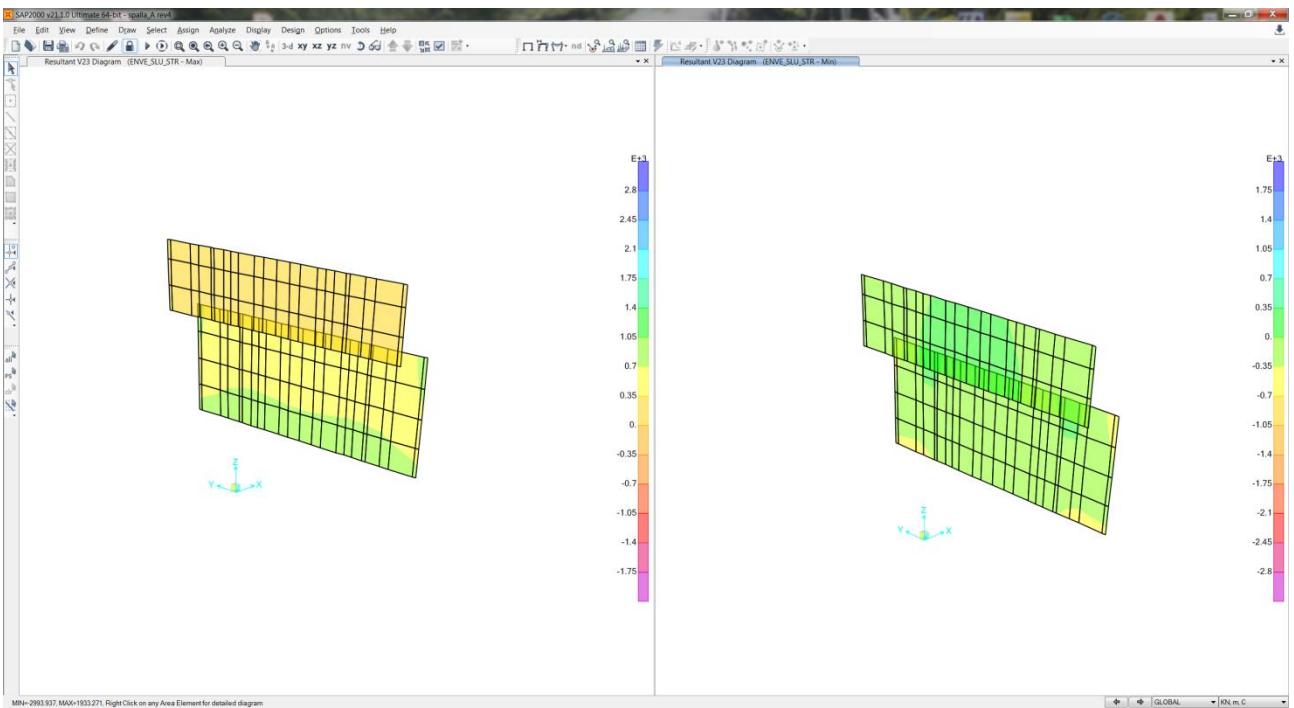 SAP2000 v21.1.0 Ultimate 64-bit - spalla_A rev4
File Edit View Define Draw Select Assign Analyze Display Design Options Tools Help
3-d xy xz yz nv
nd
Resultant V23 Diagram (ENVE_SLU_STR - Max)
Resultant V23 Diagram (ENVE_SLU_STR - Min)
E+3
2.8
2.45
2.1
1.75
1.4
1.05
0.7
0.35
0.
-0.35
-0.7
-1.05
-1.4
-1.75
Z
Y X
E+3
1.75
1.4
1.05
0.7
0.35
0.
-0.35
-0.7
-1.05
-1.4
-1.75
-2.1
-2.45
-2.8
Z
Y X
MIN=-2993.937, MAX=1933.271, Right Click on any Area Element for detailed diagram
GLOBAL
KN, m, C